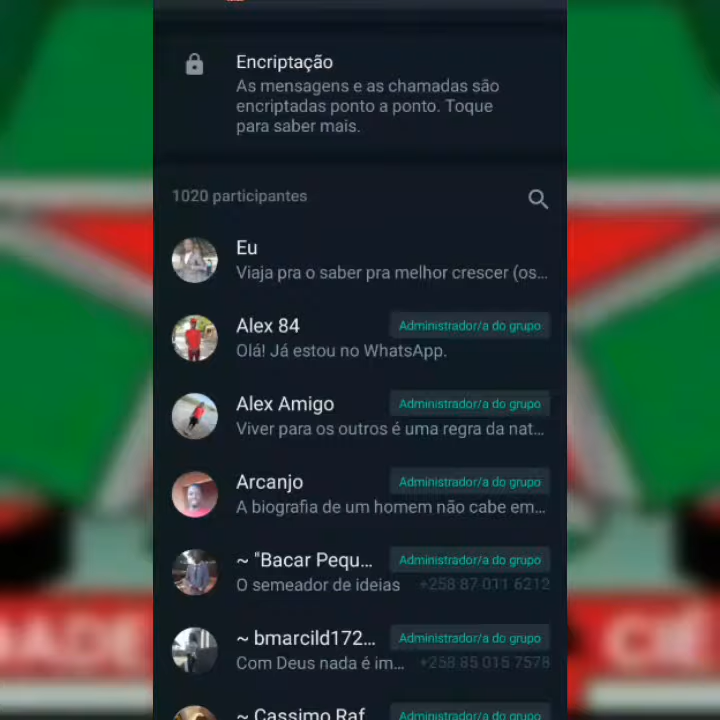 Encriptação
As mensagens e as chamadas são
encriptadas ponto a ponto. Toque
para saber mais.
1020 participantes
Eu
Viaja pra o saber pra melhor crescer (os...
Alex 84
Administrador/a do grupo
Olá! Já estou no WhatsApp.
Alex Amigo
Administrador/a do grupo
Viver para os outros é uma regra da nat...
Arcanjo
Administrador/a do grupo
A biografia de um homem não cabe em...
~ "Bacar Pequ...
Administrador/a do grupo
O semeador de ideias
+258 87 011 6212
~ bmarcild172...
Administrador/a do grupo
Com Deus nada é im...
+258 85 015 7578
~ Cassimo Raf
Administrador/a do grupo
DADE
CIÊ